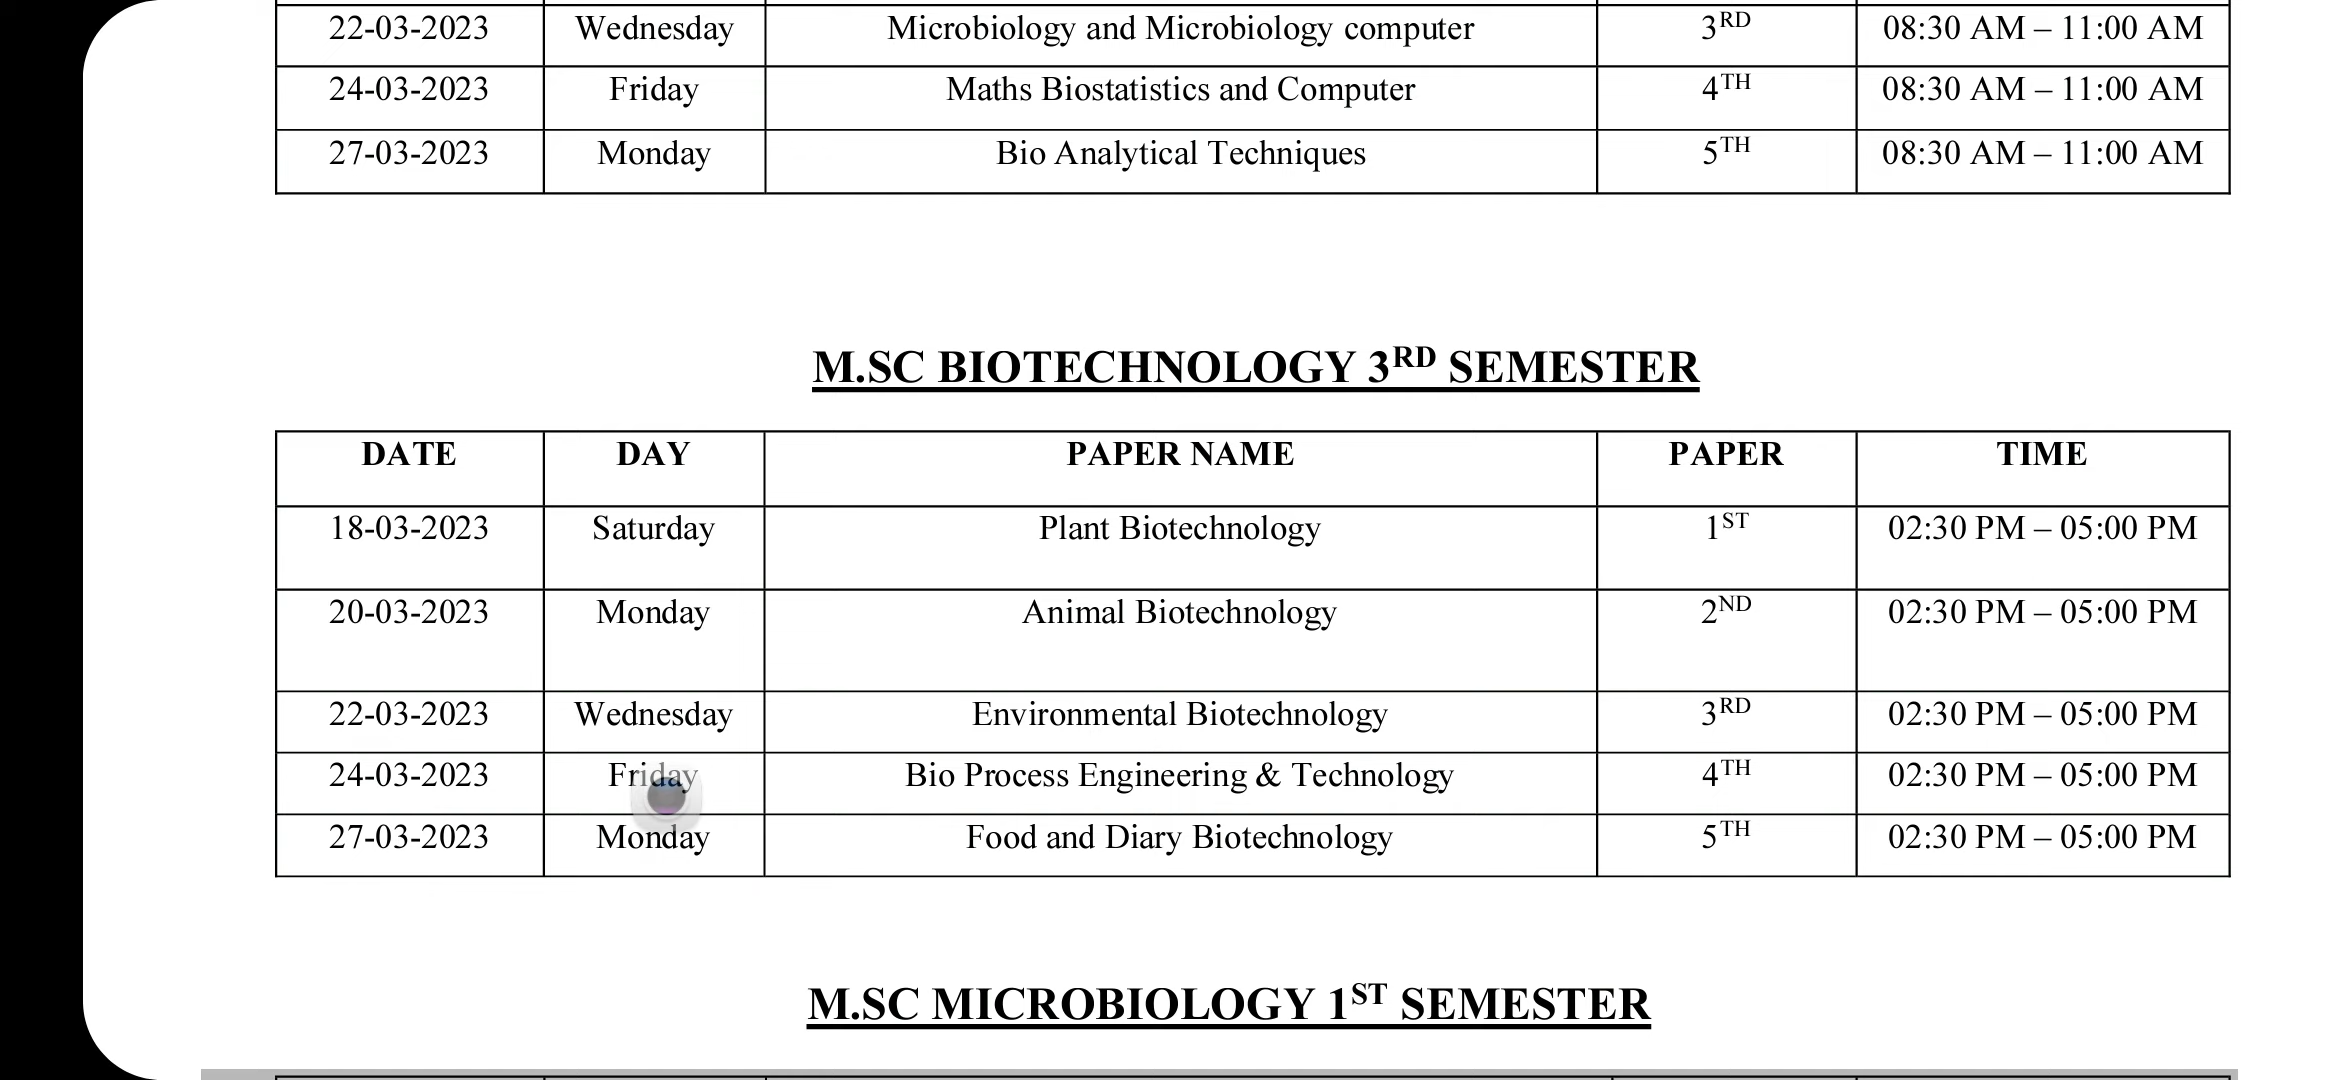 22-03-2023 Wednesday Microbiology and Microbiology computer 3RD 08:30 AM – 11:00 AM
24-03-2023 Friday Maths Biostatistics and Computer 4TH 08:30 AM – 11:00 AM
27-03-2023 Monday Bio Analytical Techniques 5TH 08:30 AM – 11:00 AM
M.SC BIOTECHNOLOGY 3RD SEMESTER
DATE DAY PAPER NAME PAPER TIME
18-03-2023 Saturday Plant Biotechnology 1ST 02:30 PM – 05:00 PM
20-03-2023 Monday Animal Biotechnology 2ND 02:30 PM – 05:00 PM
22-03-2023 Wednesday Environmental Biotechnology 3RD 02:30 PM – 05:00 PM
24-03-2023 Friday Bio Process Engineering & Technology 4TH 02:30 PM – 05:00 PM
27-03-2023 Monday Food and Diary Biotechnology 5TH 02:30 PM – 05:00 PM
M.SC MICROBIOLOGY 1ST SEMESTER